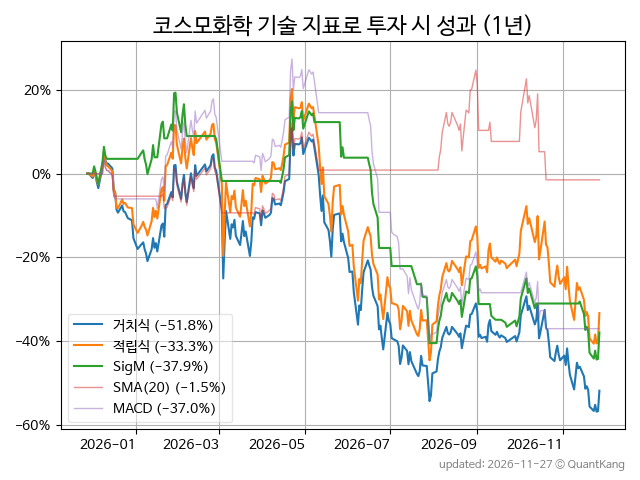 코스모화학 기술 지표로 투자 시 성과 (1년)
20%
0%
−20%
−40%
−60%
거치식 (−51.8%)
적립식 (−33.3%)
SigM (−37.9%)
SMA(20) (−1.5%)
MACD (−37.0%)
2026-01 2026-03 2026-05 2026-07 2026-09 2026-11
updated: 2026-11-27 © QuantKang